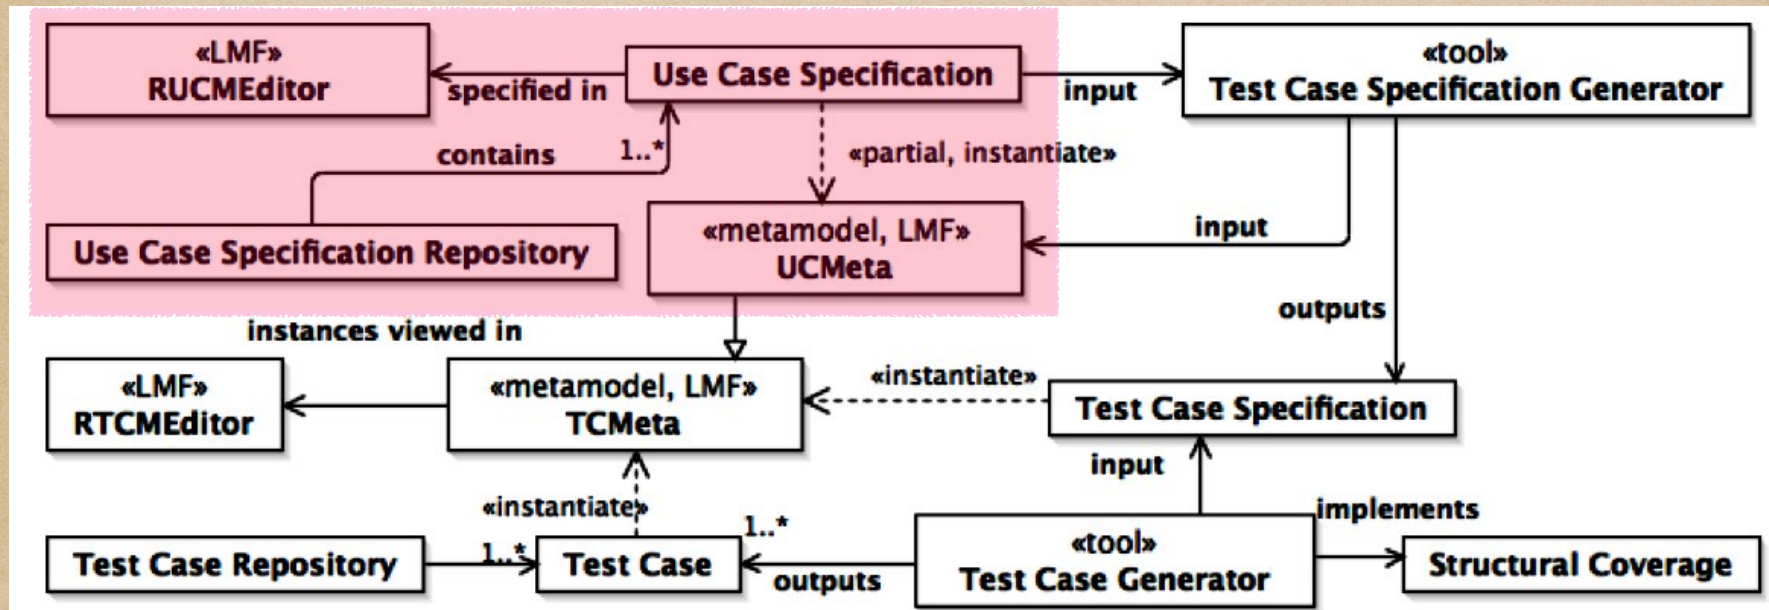 «LMF»
RUCMEditor
specified in
Use Case Specification
input
«tool»
Test Case Specification Generator
contains
1..*
«partial, instantiate»
Use Case Specification Repository
«metamodel, LMF»
UCMeta
input
outputs
instances viewed in
«LMF»
RTCMEditor
«metamodel, LMF»
TCMeta
«instantiate»
Test Case Specification
input
«instantiate»
1..*
implements
Test Case Repository
1..*
Test Case
outputs
«tool»
Test Case Generator
Structural Coverage